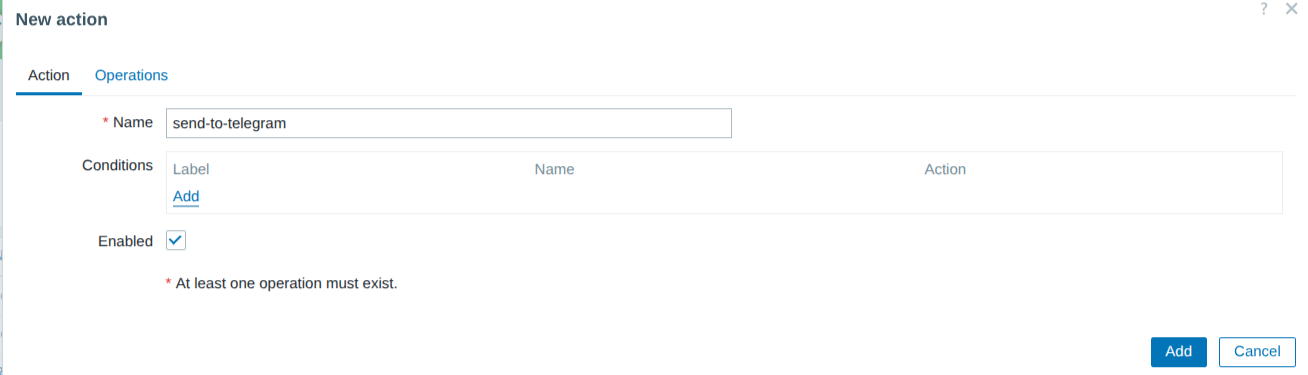 New action
?
Action Operations
* Name send-to-telegram
Conditions Label Name Action
Add
Enabled
* At least one operation must exist.
Add Cancel